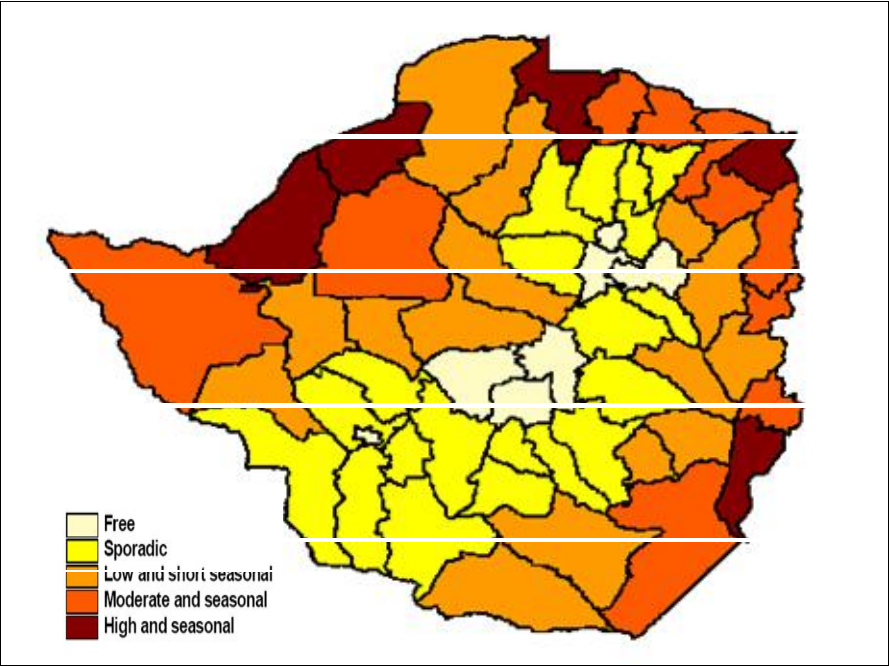 Free
Sporadic
Low and short seasonal
Moderate and seasonal
High and seasonal